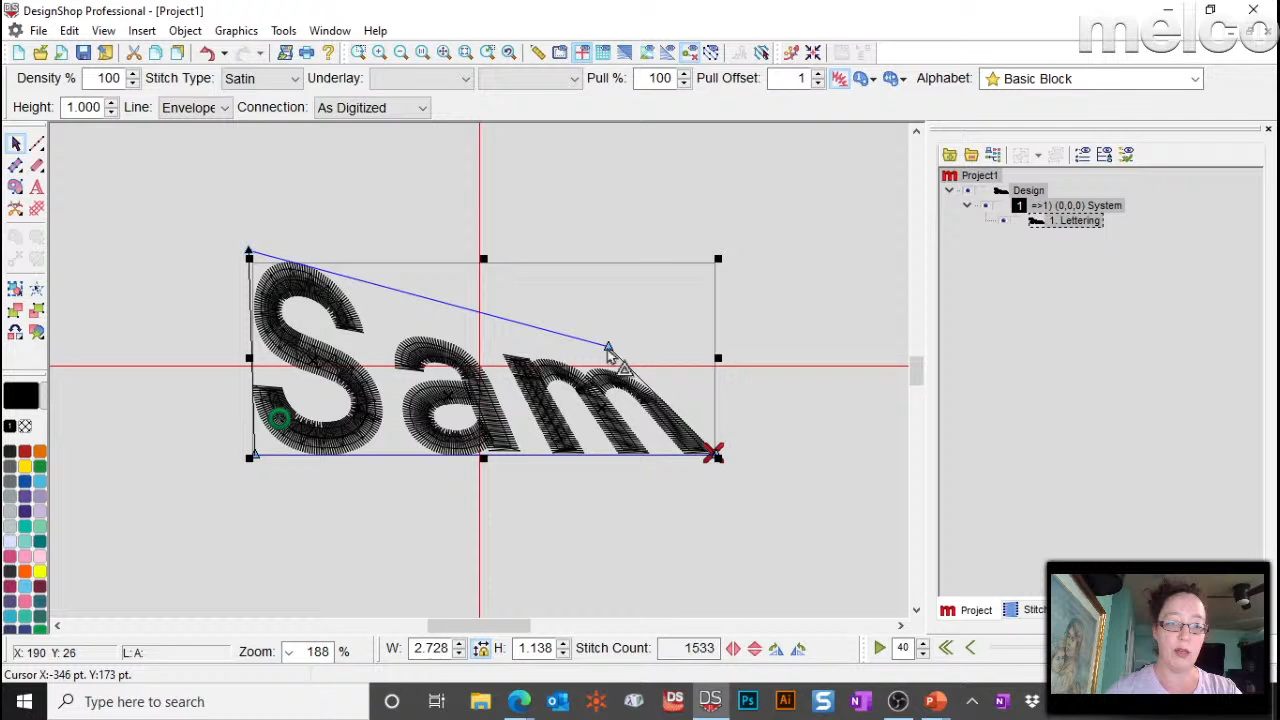 DesignShop Professional - [Project1]
melco
File Edit View Insert Object Graphics Tools Window Help
Density % 100 Stitch Type: Satin Underlay: Pull %: 100 Pull Offset: 1 Alphabet: Basic Block
Height: 1.000 Line: Envelope Connection: As Digitized
Project1
Design
1 =>1) (0,0,0) System
1. Lettering
Sam
Project Stitch
X: 190 Y: 26 L: A: Zoom: 188 % W: 2.728 H: 1.138 Stitch Count: 1533 40
Cursor X:-346 pt. Y:173 pt.
Type here to search